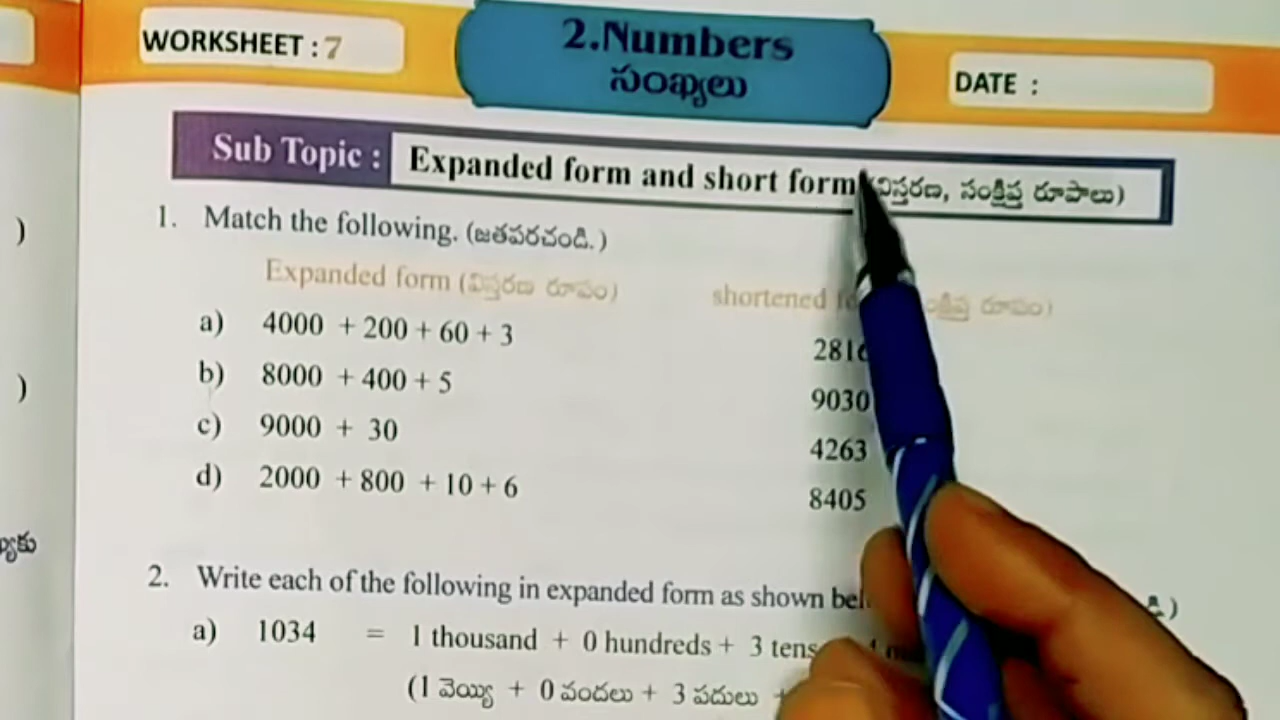 WORKSHEET : 7
2.Numbers
సంఖ్యలు
DATE :
Sub Topic : Expanded form and short form (విస్తరణ, సంక్షిప్త రూపాలు)
1. Match the following. (జతపరచండి.)
Expanded form (విస్తరణ రూపం) shortened రూపం)
a) 4000 + 200 + 60 + 3 2816
b) 8000 + 400 + 5 9030
c) 9000 + 30 4263
d) 2000 + 800 + 10 + 6 8405
2. Write each of the following in expanded form as shown
a) 1034 = 1 thousand + 0 hundreds + 3 tens
(1 వెయ్యి + 0 వందలు + 3 పదులు +
)
)